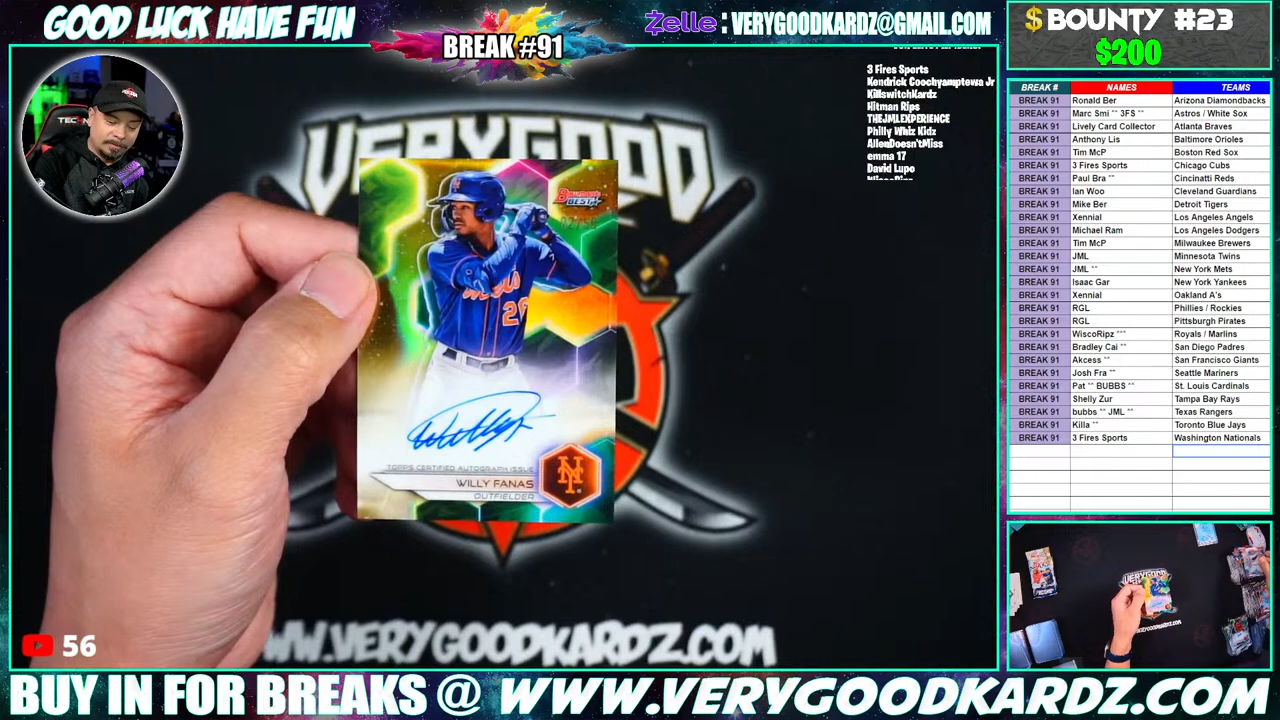 GOOD LUCK HAVE FUN
BREAK #91
Zelle : VERYGOODKARDZ@GMAIL.COM
$BOUNTY #23
$200
3 Fires Sports
Kendrick Coochyamptewa Jr
KillswitchKardz
Hitman Rips
THEJMLEXPERIENCE
Philly Whiz Kidz
AllenDoesn'tMiss
emma 17
David Lupo
BREAK # NAMES TEAMS
BREAK 91 Ronald Ber Arizona Diamondbacks
BREAK 91 Marc Smi ** 3FS ** Astros / White Sox
BREAK 91 Lively Card Collector Atlanta Braves
BREAK 91 Anthony Lis Baltimore Orioles
BREAK 91 Tim McP Boston Red Sox
BREAK 91 3 Fires Sports Chicago Cubs
BREAK 91 Paul Bra ** Cincinatti Reds
BREAK 91 Ian Woo Cleveland Guardians
BREAK 91 Mike Ber Detroit Tigers
BREAK 91 Xennial Los Angeles Angels
BREAK 91 Michael Ram Los Angeles Dodgers
BREAK 91 Tim McP Milwaukee Brewers
BREAK 91 JML Minnesota Twins
BREAK 91 JML ** New York Mets
BREAK 91 Isaac Gar New York Yankees
BREAK 91 Xennial Oakland A's
BREAK 91 RGL Phillies / Rockies
BREAK 91 RGL Pittsburgh Pirates
BREAK 91 WiscoRipz *** Royals / Marlins
BREAK 91 Bradley Cai ** San Diego Padres
BREAK 91 Akcess ** San Francisco Giants
BREAK 91 Josh Fra ** Seattle Mariners
BREAK 91 Pat ** BUBBS ** St. Louis Cardinals
BREAK 91 Shelly Zur Tampa Bay Rays
BREAK 91 bubbs ** JML ** Texas Rangers
BREAK 91 Killa ** Toronto Blue Jays
BREAK 91 3 Fires Sports Washington Nationals
TECHN
VERYGOOD
BOWMAN'S
BEST
Mets
TOPPS CERTIFIED AUTOGRAPH ISSUE
WILLY FANAS
OUTFIELDER
NY
WWW.VERYGOODKARDZ.COM
56
BUY IN FOR BREAKS @ WWW.VERYGOODKARDZ.COM